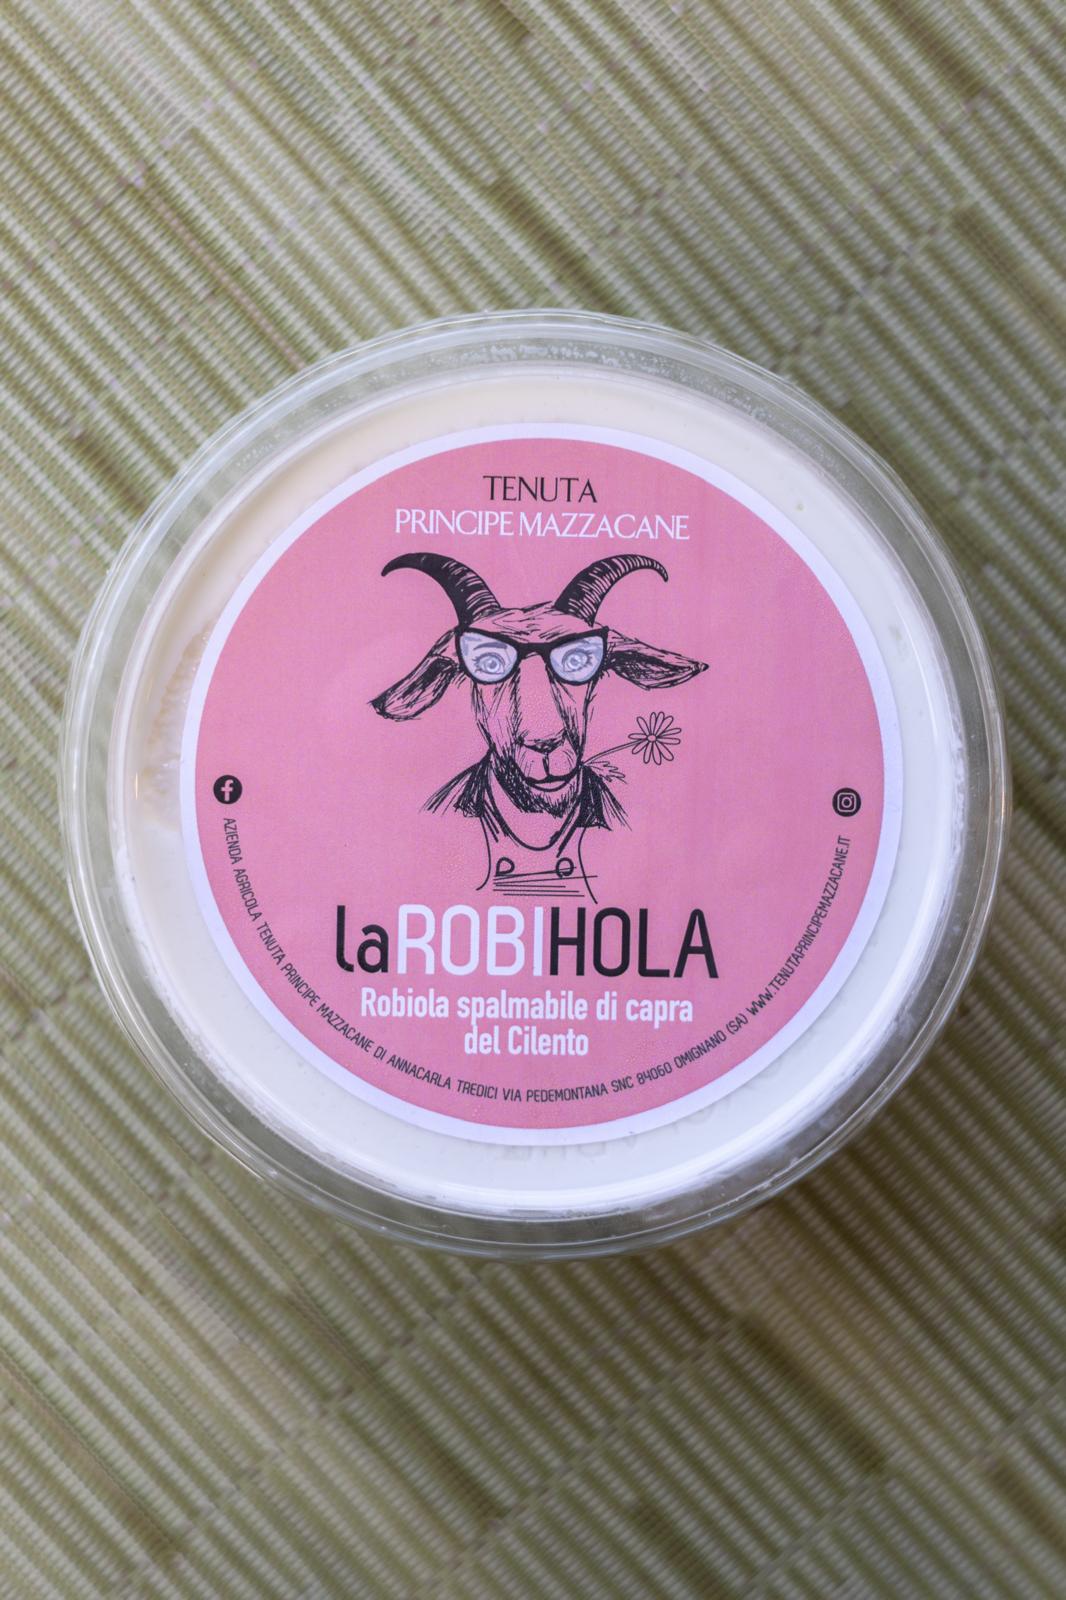 TENUTA
PRINCIPE MAZZACANE
laROBIHOLA
Robiola spalmabile di capra
del Cilento
AZIENDA AGRICOLA TENUTA PRINCIPE MAZZACANE DI ANNACARLA TREDICI VIA PEDEMONTANA SNC 84060 OMIGNANO (SA) WWW.TENUTAPRINCIPEMAZZACANE.IT